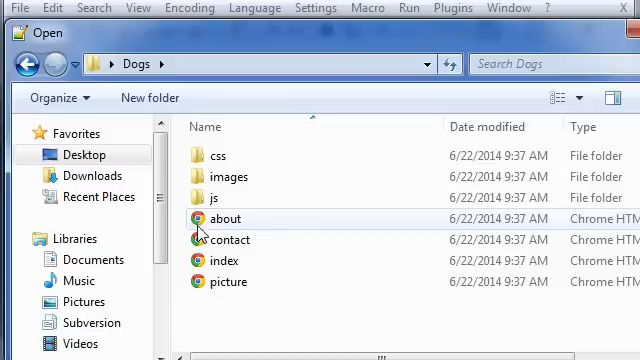 File Edit Search View Encoding Language Settings Macro Run Plugins Window X
Open
Dogs Search Dogs
Organize New folder
Name Date modified Type
Favorites
Desktop
Downloads
Recent Places
Libraries
Documents
Music
Pictures
Subversion
Videos
css 6/22/2014 9:37 AM File folder
images 6/22/2014 9:37 AM File folder
js 6/22/2014 9:37 AM File folder
about 6/22/2014 9:37 AM Chrome HTM
contact 6/22/2014 9:37 AM Chrome HTM
index 6/22/2014 9:37 AM Chrome HTM
picture 6/22/2014 9:37 AM Chrome HTM